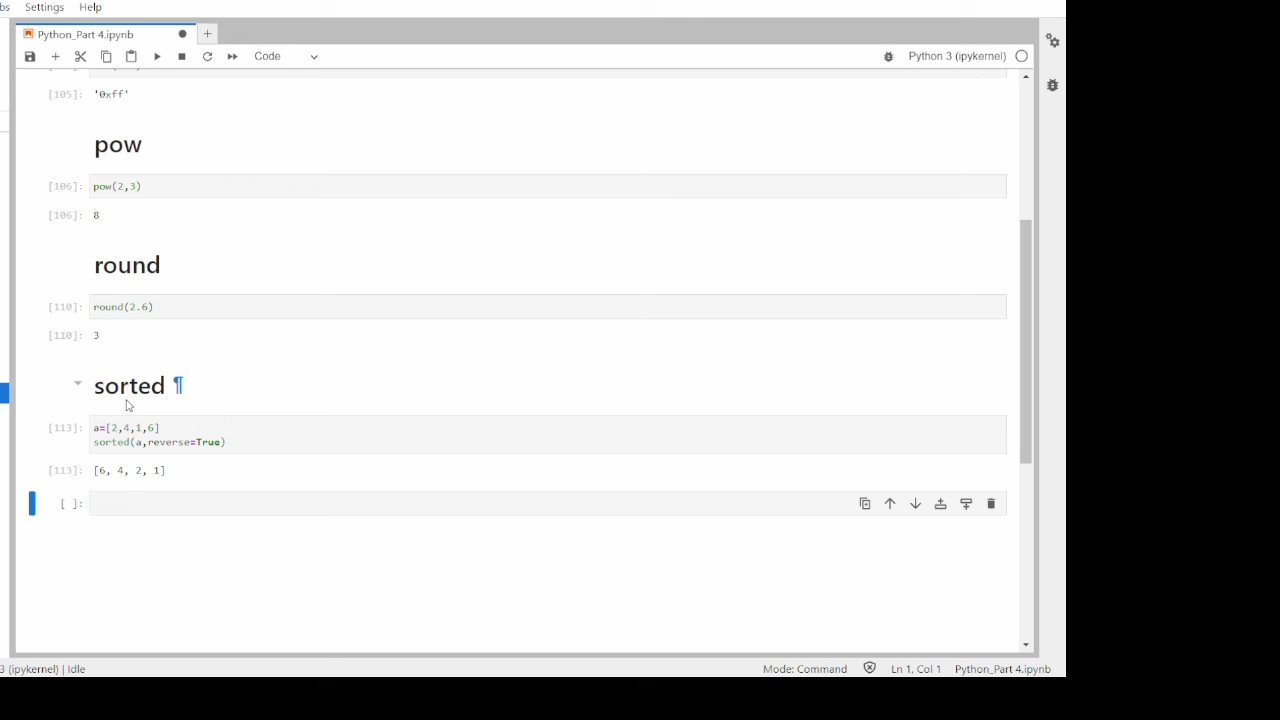 bs Settings Help
Python_Part 4.ipynb
Code
Python 3 (ipykernel)
[105]: '0xff'
pow
[106]: pow(2,3)
[106]: 8
round
[110]: round(2.6)
[110]: 3
sorted ¶
[113]: a=[2,4,1,6]
sorted(a,reverse=True)
[113]: [6, 4, 2, 1]
[ ]:
3 (ipykernel) | Idle
Mode: Command
Ln 1, Col 1
Python_Part 4.ipynb